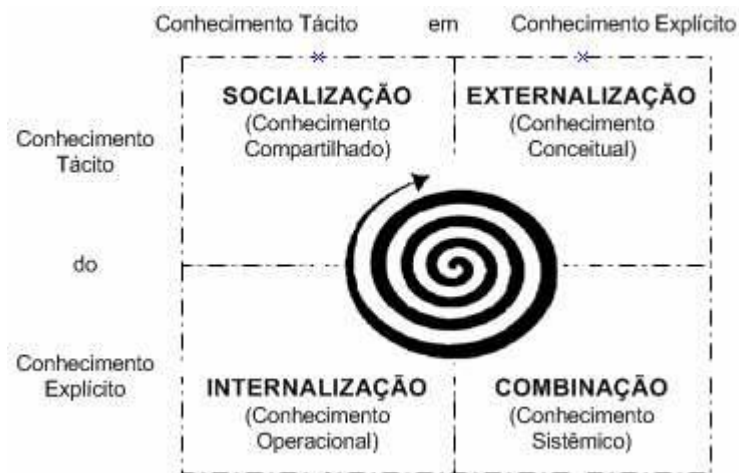 Conhecimento Tácito em Conhecimento Explícito
SOCIALIZAÇÃO
(Conhecimento
Compartilhado)
EXTERNALIZAÇÃO
(Conhecimento
Conceitual)
Conhecimento
Tácito
do
Conhecimento
Explícito
INTERNALIZAÇÃO
(Conhecimento
Operacional)
COMBINAÇÃO
(Conhecimento
Sistêmico)